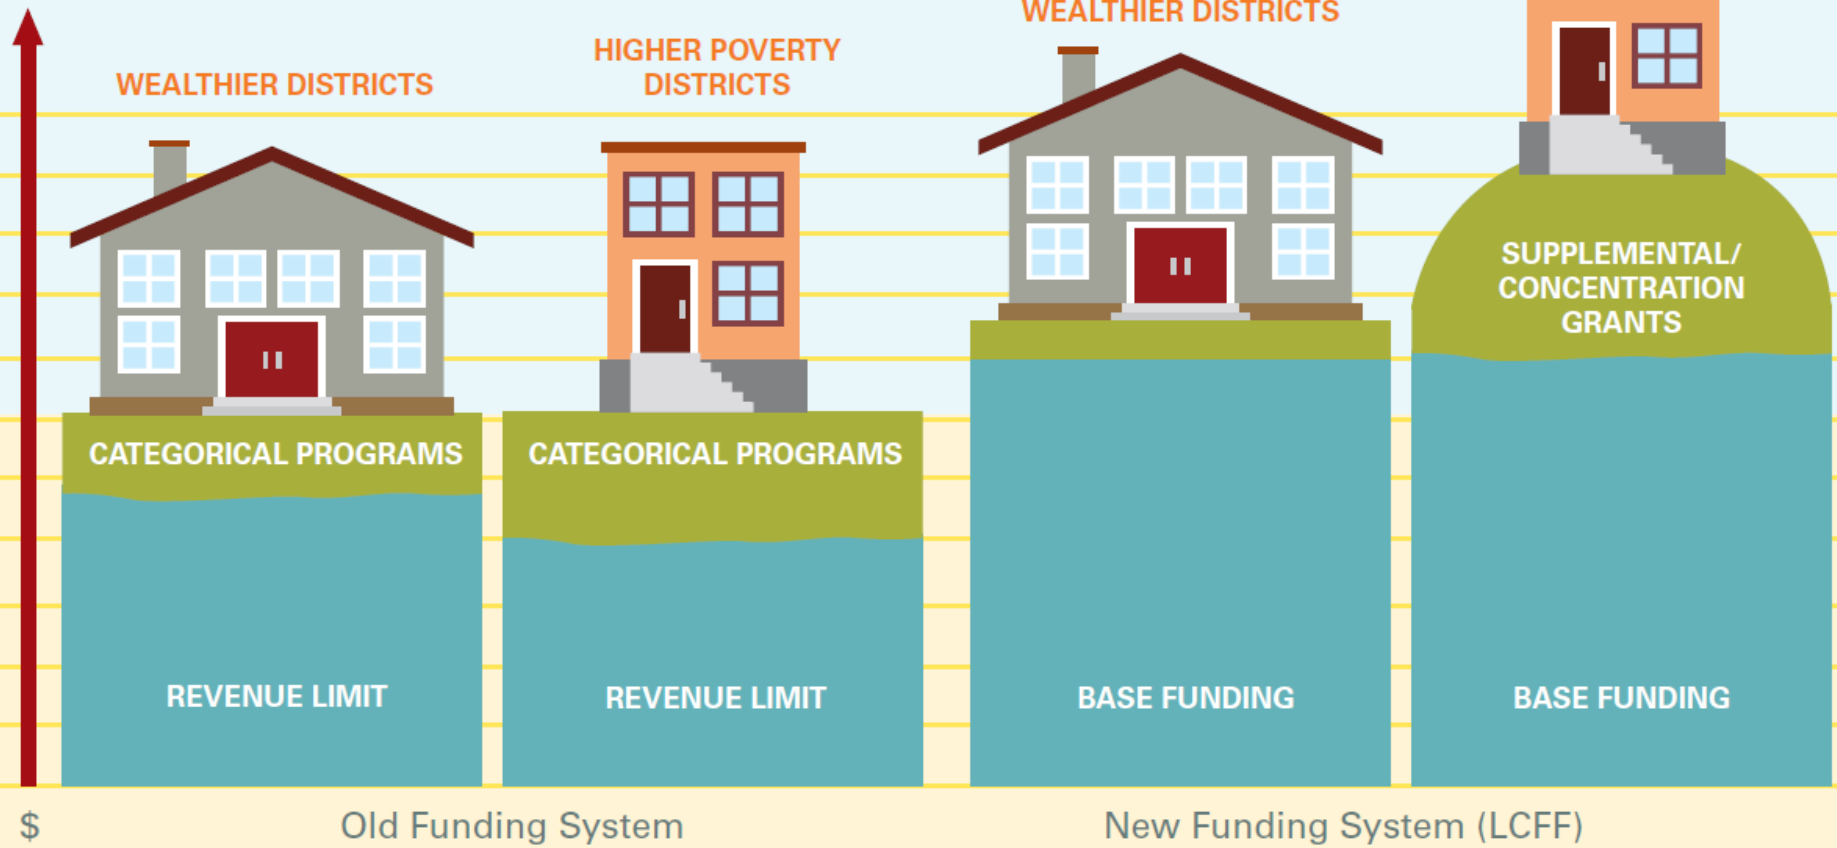 WEALTHIER DISTRICTS
HIGHER POVERTY
DISTRICTS
WEALTHIER DISTRICTS
CATEGORICAL PROGRAMS
CATEGORICAL PROGRAMS
SUPPLEMENTAL/
CONCENTRATION
GRANTS
REVENUE LIMIT
REVENUE LIMIT
BASE FUNDING
BASE FUNDING
$
Old Funding System
New Funding System (LCFF)